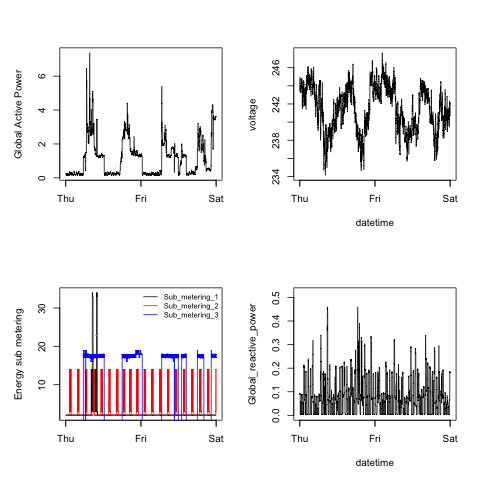 Global Active Power
0 2 4 6
Thu Fri Sat
voltage
234 238 242 246
Thu Fri Sat
datetime
Energy sub metering
10 20 30
Sub_metering_1
Sub_metering_2
Sub_metering_3
Thu Fri Sat
Global_reactive_power
0.0 0.1 0.2 0.3 0.4 0.5
Thu Fri Sat
datetime